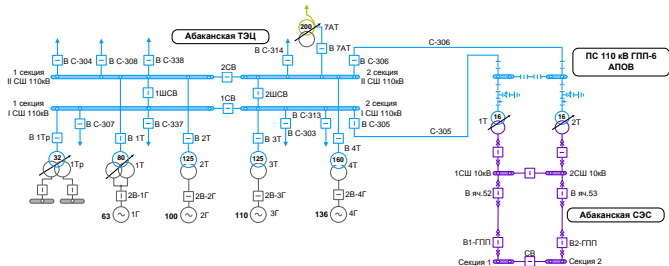 Абаканская ТЭЦ
200
7АТ
В С-314
В 7АТ
С-306
В С-304
В С-308
В С-338
В С-306
ПС 110 кВ ГПП-6
АПОВ
1 секция
II СШ 110кВ
2СВ
2 секция
II СШ 110кВ
1ШСВ
2ШСВ
1 секция
I СШ 110кВ
1СВ
2 секция
I СШ 110кВ
В 1Тр
В С-307
В 1Т
В С-337
В 2Т
В 3Т
В С-303
В С-313
В 4Т
В С-305
С-305
1Т
16
16
2Т
32
1Тр
80
1Т
125
2Т
125
3Т
160
4Т
1СШ 10кВ
2СШ 10кВ
В яч.52
В яч.53
2В-1Г
2В-2Г
2В-3Г
2В-4Г
63
1Г
100
2Г
110
3Г
136
4Г
Абаканская СЭС
В1-ГПП
В2-ГПП
Секция 1
СВ
Секция 2